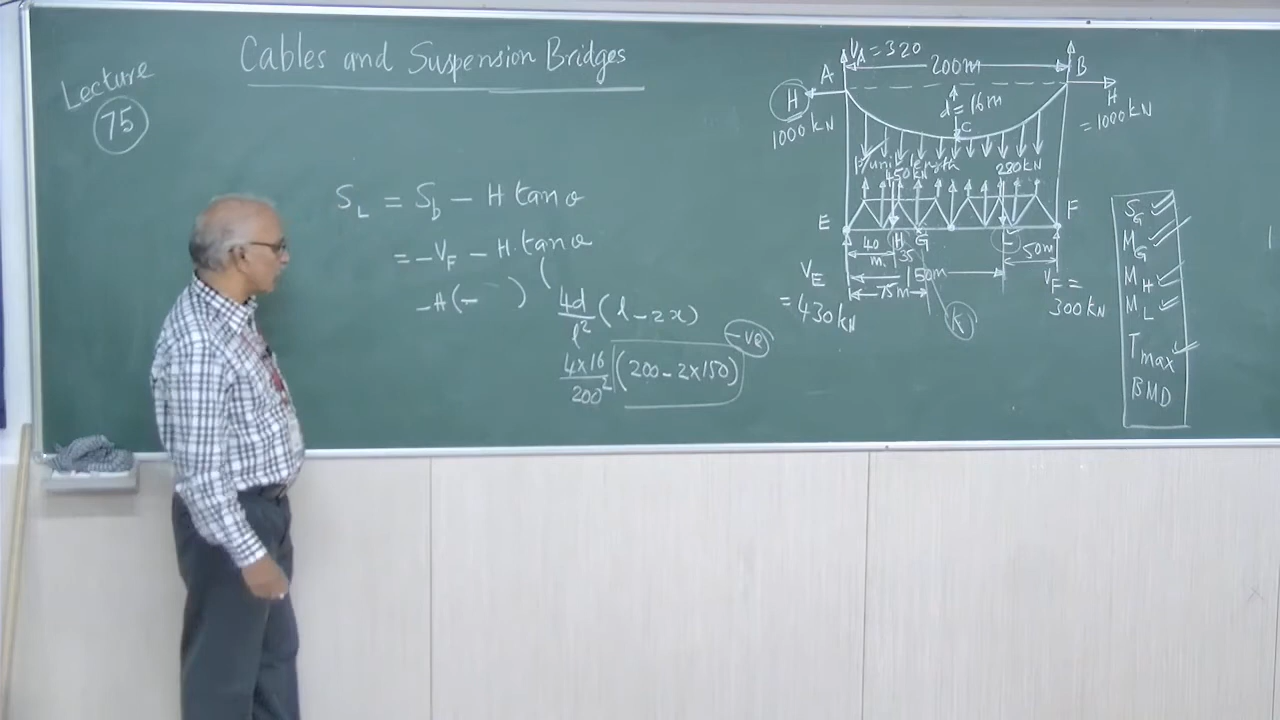 Lecture
75
Cables and Suspension Bridges
S_L = S_b - H tan θ
= -V_F - H. tan θ
-H(- ) (
4d/l² (l - 2x)
4×16/200² (200 - 2×150)
-ve
V_A = 320
200m
A
B
H
1000 kN
H
= 1000 kN
d = 16m
C
/unit length
450 kN
280 kN
E
F
H
G
L
40 m
35
150m
50m
75m
V_E
= 430 kN
V_F =
300 kN
K
S_G ✓
M_G ✓
M_H ✓
M_L ✓
T_max ✓
BMD